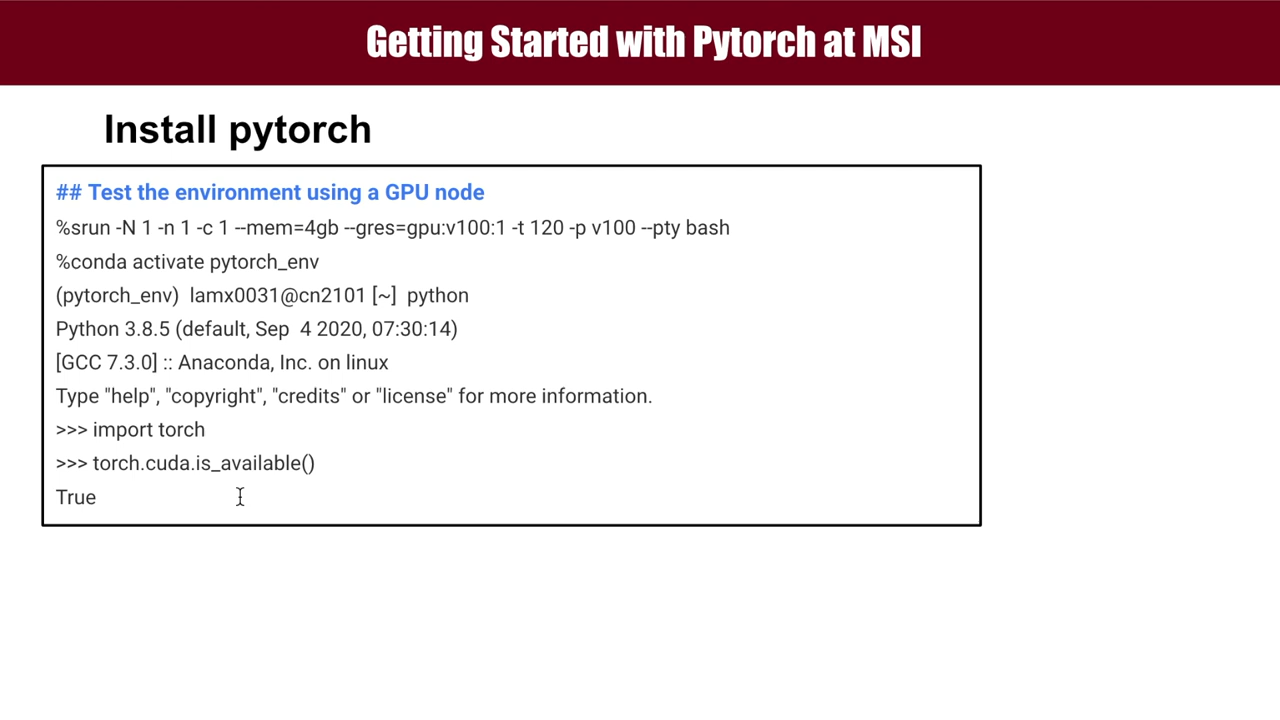 Getting Started with Pytorch at MSI
Install pytorch
## Test the environment using a GPU node
%srun -N 1 -n 1 -c 1 --mem=4gb --gres=gpu:v100:1 -t 120 -p v100 --pty bash
%conda activate pytorch_env
(pytorch_env)  lamx0031@cn2101 [~]  python
Python 3.8.5 (default, Sep  4 2020, 07:30:14)
[GCC 7.3.0] :: Anaconda, Inc. on linux
Type "help", "copyright", "credits" or "license" for more information.
>>> import torch
>>> torch.cuda.is_available()
True